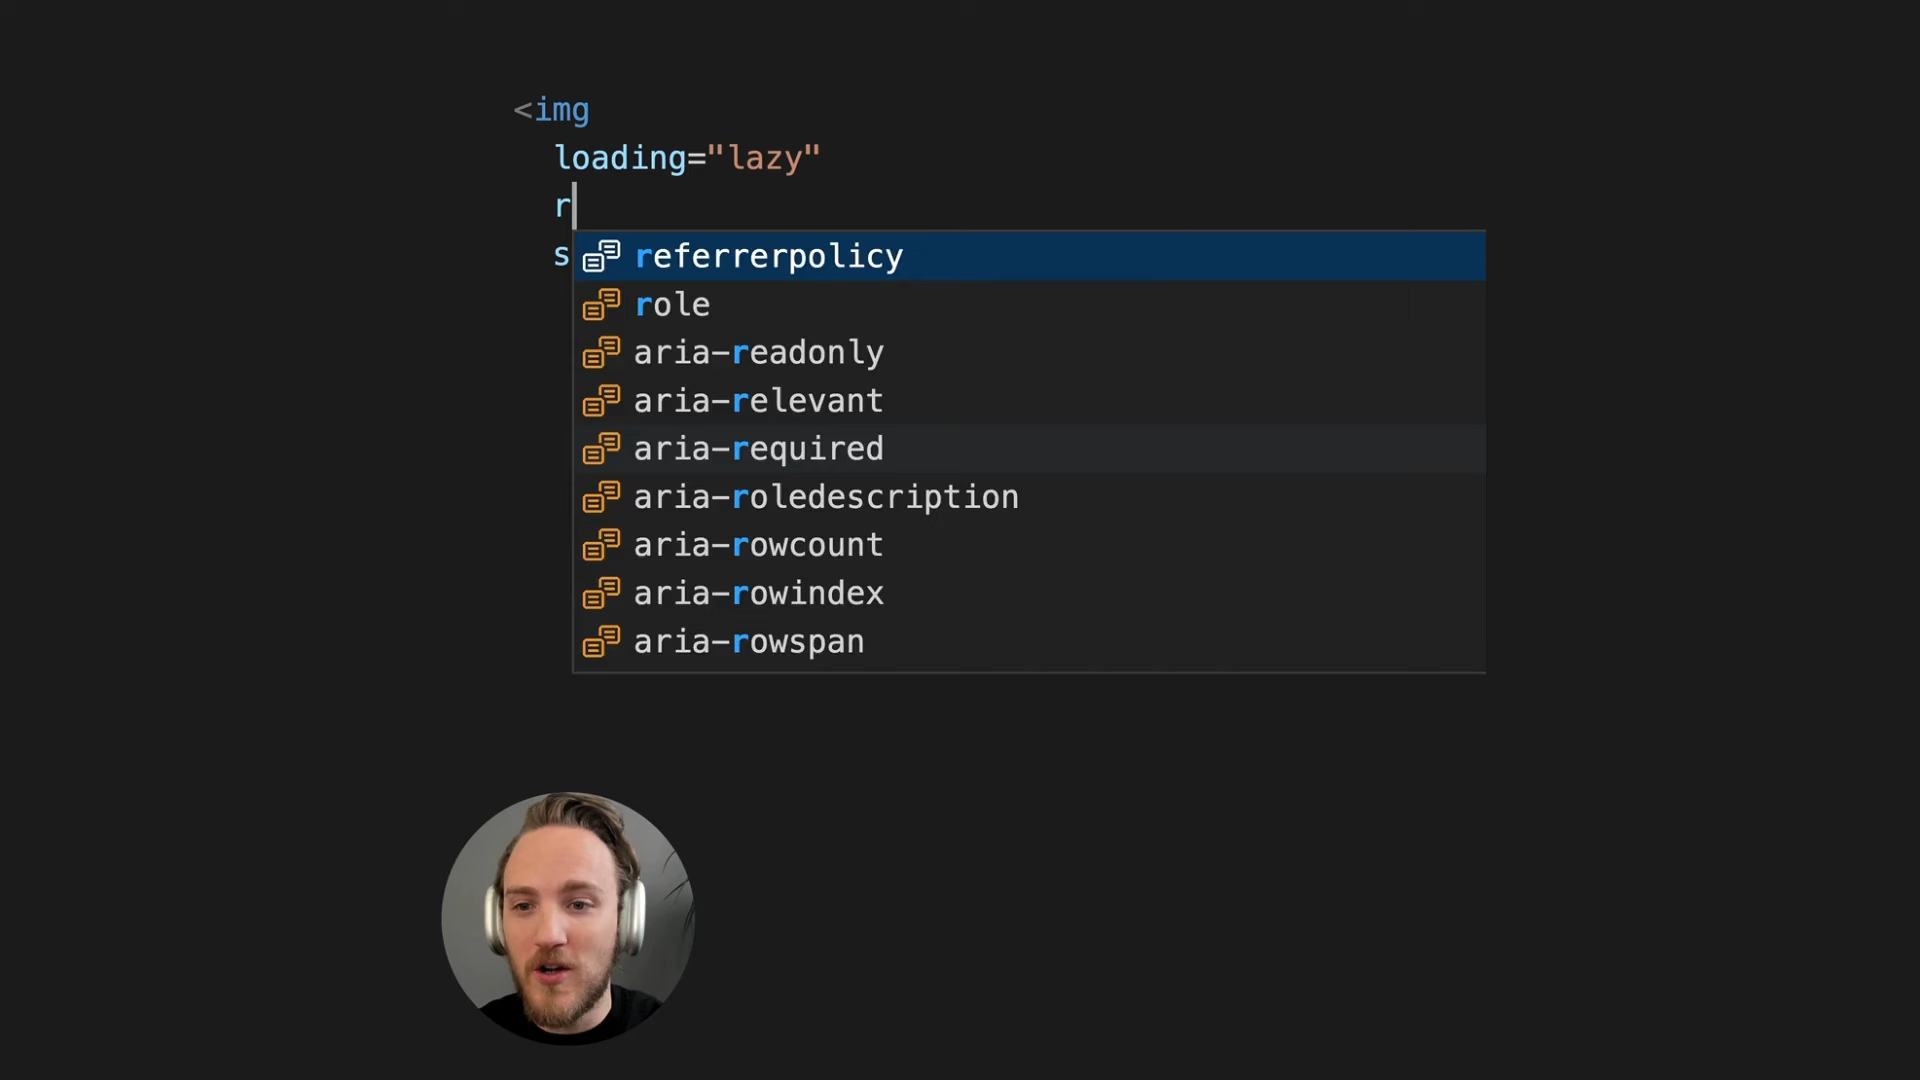 <img
loading="lazy"
r
s
referrerpolicy
role
aria-readonly
aria-relevant
aria-required
aria-roledescription
aria-rowcount
aria-rowindex
aria-rowspan